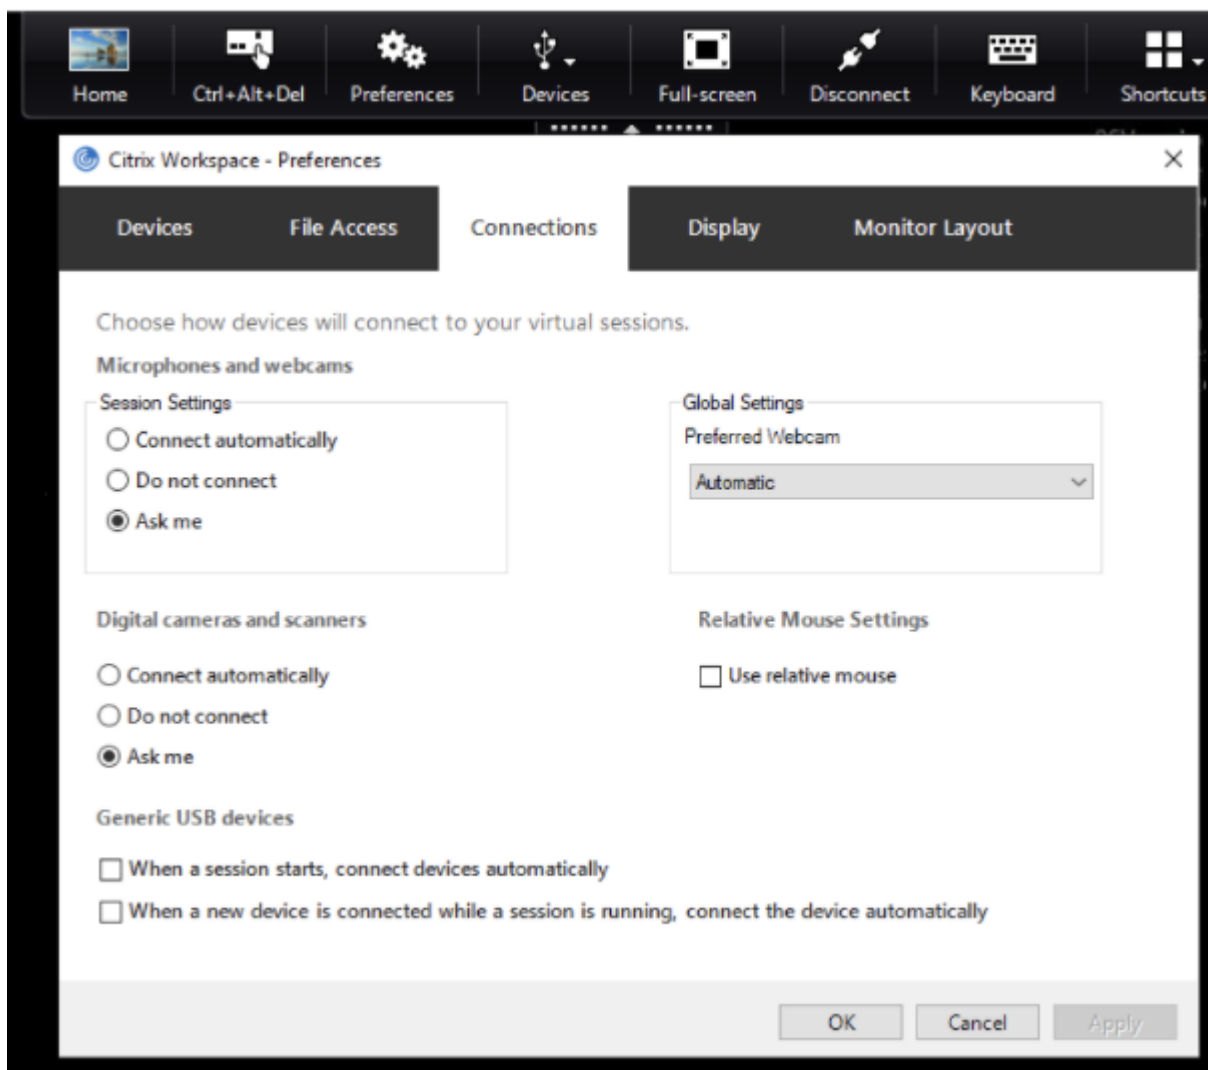 Home Ctrl+Alt+Del Preferences Devices Full-screen Disconnect Keyboard Shortcuts
Citrix Workspace - Preferences
Devices File Access Connections Display Monitor Layout
Choose how devices will connect to your virtual sessions.
Microphones and webcams
Session Settings
Connect automatically
Do not connect
Ask me
Global Settings
Preferred Webcam
Automatic
Digital cameras and scanners
Connect automatically
Do not connect
Ask me
Relative Mouse Settings
Use relative mouse
Generic USB devices
When a session starts, connect devices automatically
When a new device is connected while a session is running, connect the device automatically
OK Cancel Apply